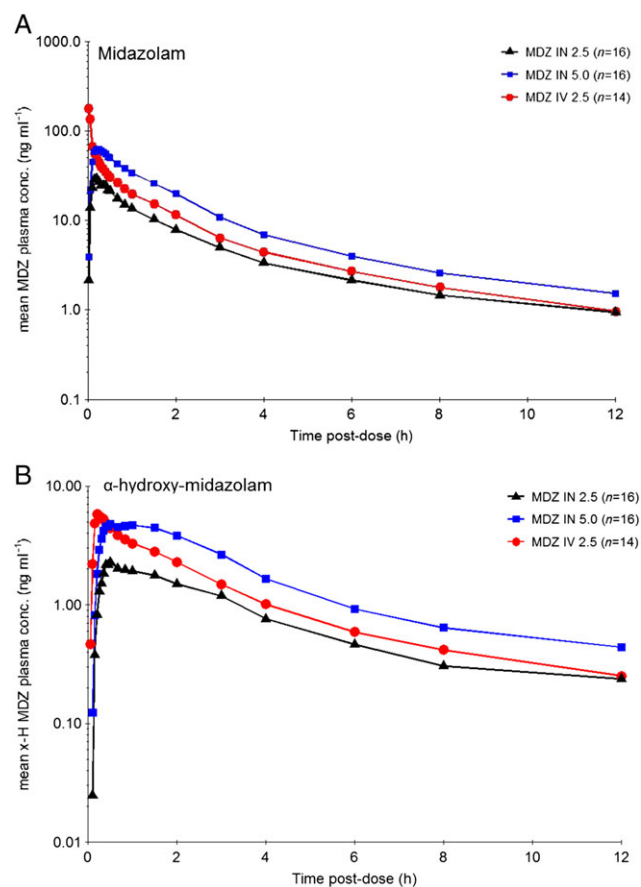 A
Midazolam
MDZ IN 2.5 (n=16)
MDZ IN 5.0 (n=16)
MDZ IV 2.5 (n=14)
mean MDZ plasma conc. (ng ml⁻¹)
1000.0
100.0
10.0
1.0
0.1
0 2 4 6 8 10 12
Time post-dose (h)
B
α-hydroxy-midazolam
MDZ IN 2.5 (n=16)
MDZ IN 5.0 (n=16)
MDZ IV 2.5 (n=14)
mean x-H MDZ plasma conc. (ng ml⁻¹)
10.00
1.00
0.10
0.01
0 2 4 6 8 10 12
Time post-dose (h)